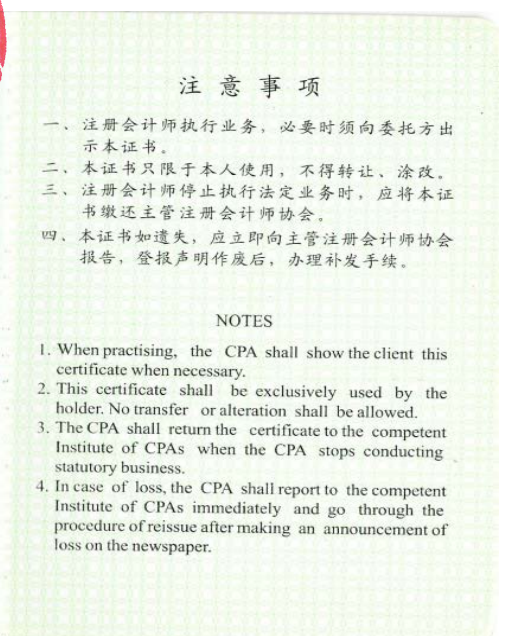 注 意 事 项
一、注册会计师执行业务，必要时须向委托方出
示本证书。
二、本证书只限于本人使用，不得转让、涂改。
三、注册会计师停止执行法定业务时，应将本证
书缴还主管注册会计师协会。
四、本证书如遗失，应立即向主管注册会计师协会
报告，登报声明作废后，办理补发手续。
NOTES
1. When practising, the CPA shall show the client this
certificate when necessary.
2. This certificate shall be exclusively used by the
holder. No transfer or alteration shall be allowed.
3. The CPA shall return the certificate to the competent
Institute of CPAs when the CPA stops conducting
statutory business.
4. In case of loss, the CPA shall report to the competent
Institute of CPAs immediately and go through the
procedure of reissue after making an announcement of
loss on the newspaper.